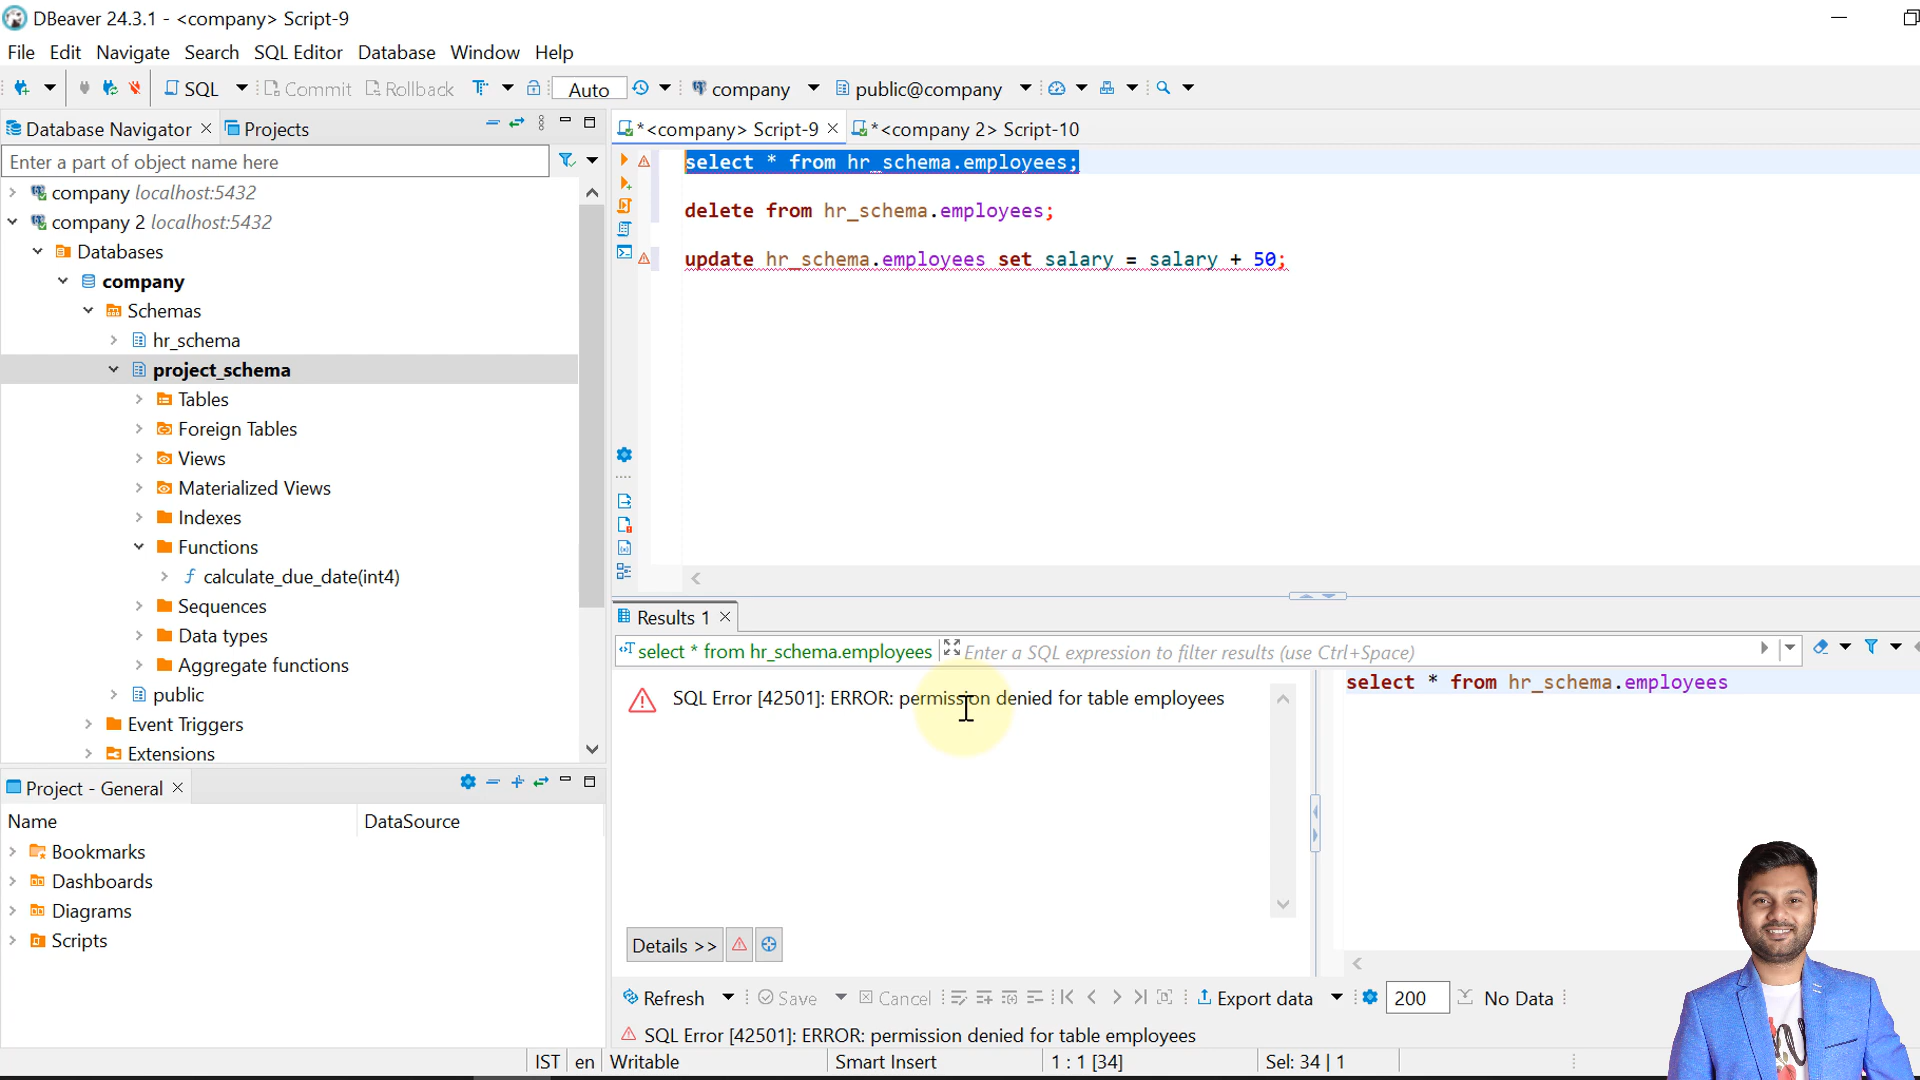 DBeaver 24.3.1 - <company> Script-9
File Edit Navigate Search SQL Editor Database Window Help
SQL Commit Rollback Auto company public@company
Database Navigator Projects
*<company> Script-9 *<company 2> Script-10
Enter a part of object name here
company localhost:5432
company 2 localhost:5432
Databases
company
Schemas
hr_schema
project_schema
Tables
Foreign Tables
Views
Materialized Views
Indexes
Functions
calculate_due_date(int4)
Sequences
Data types
Aggregate functions
public
Event Triggers
Extensions
select * from hr_schema.employees;
delete from hr_schema.employees;
update hr_schema.employees set salary = salary + 50;
Results 1
select * from hr_schema.employees Enter a SQL expression to filter results (use Ctrl+Space)
SQL Error [42501]: ERROR: permission denied for table employees
select * from hr_schema.employees
Details >>
Refresh Save Cancel Export data 200 No Data
SQL Error [42501]: ERROR: permission denied for table employees
Project - General
Name DataSource
Bookmarks
Dashboards
Diagrams
Scripts
IST en Writable Smart Insert 1 : 1 [34] Sel: 34 | 1